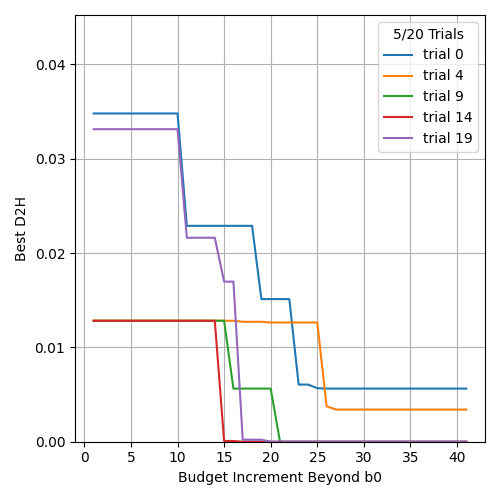 5/20 Trials
trial 0
trial 4
trial 9
trial 14
trial 19
0.04
0.03
0.02
0.01
0.00
Best D2H
0 5 10 15 20 25 30 35 40
Budget Increment Beyond b0